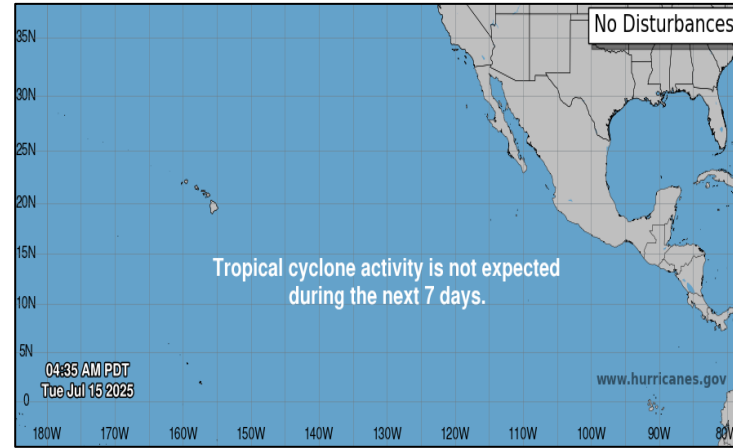 No Disturbances
35N
30N
25N
20N
15N
Tropical cyclone activity is not expected
during the next 7 days.
10N
5N
04:35 AM PDT
Tue Jul 15 2025
www.hurricanes.gov
0
180W 170W 160W 150W 140W 130W 120W 110W 100W 90W 80W